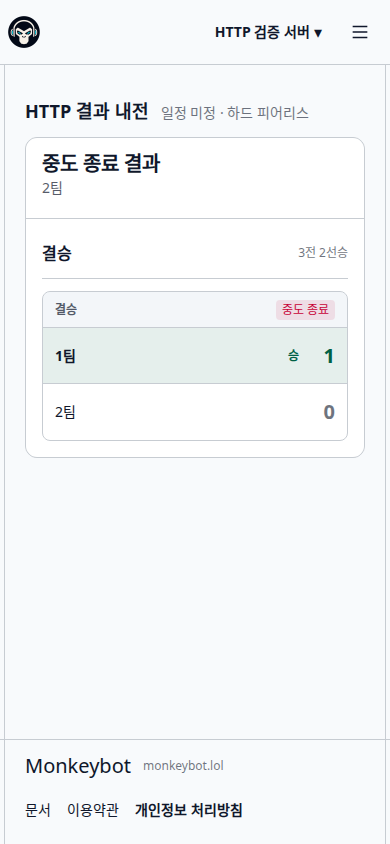 HTTP 검증 서버 ▾
HTTP 결과 내전 일정 미정 · 하드 피어리스
중도 종료 결과
2팀
결승 3전 2선승
결승 중도 종료
1팀 승 1
2팀 0
Monkeybot monkeybot.lol
문서 이용약관 개인정보 처리방침